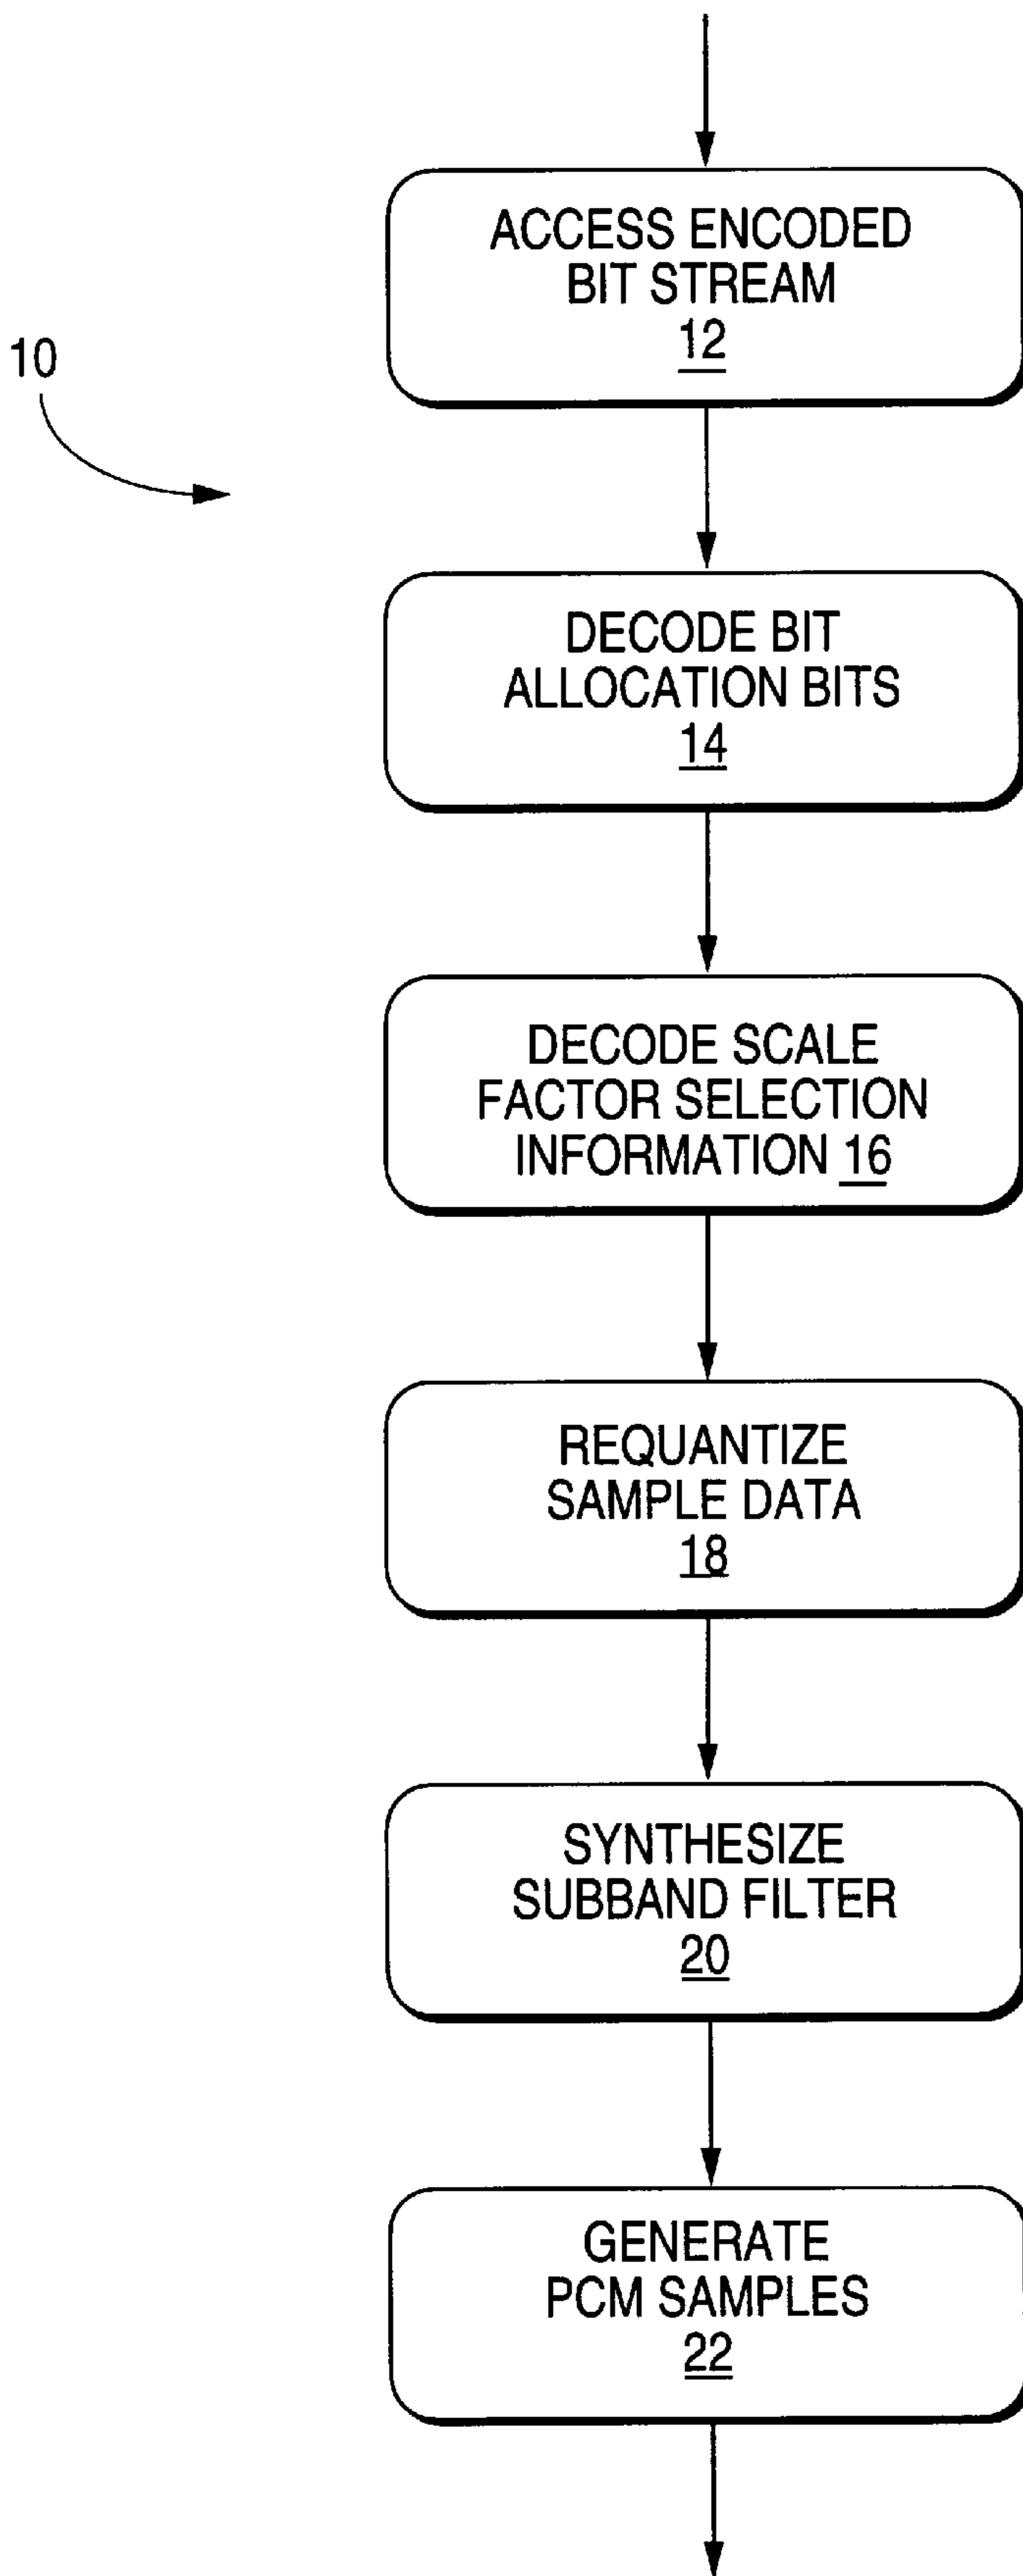 ACCESS ENCODED
BIT STREAM
12
10
DECODE BIT
ALLOCATION BITS
14
DECODE SCALE
FACTOR SELECTION
INFORMATION 16
REQUANTIZE
SAMPLE DATA
18
SYNTHESIZE
SUBBAND FILTER
20
GENERATE
PCM SAMPLES
22